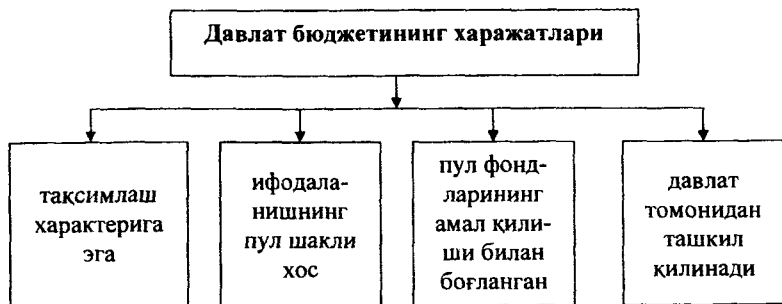 Давлат бюджетининг харажатлари
тақсимлаш
характерига
эга
ифодала-
нишнинг
пул шакли
хос
пул фонд-
ларининг
амал қили-
ши билан
боғланган
давлат
томонидан
ташкил
қилинади